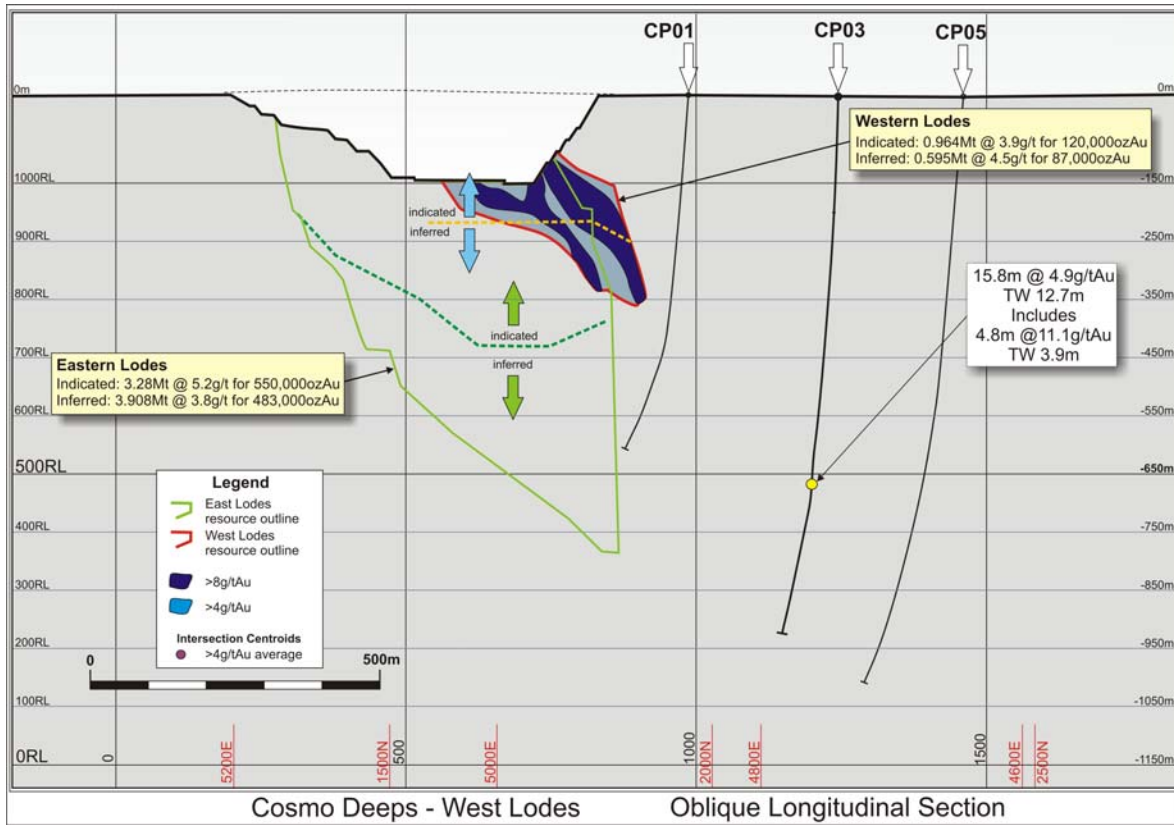 CP01
CP03
CP05
0m
0m
Western Lodes
Indicated: 0.964Mt @ 3.9g/t for 120,000ozAu
Inferred: 0.595Mt @ 4.5g/t for 87,000ozAu
1000RL
-150m
indicated
inferred
900RL
-250m
15.8m @ 4.9g/tAu
TW 12.7m
Includes
4.8m @11.1g/tAu
TW 3.9m
800RL
-350m
indicated
inferred
700RL
-450m
Eastern Lodes
Indicated: 3.28Mt @ 5.2g/t for 550,000ozAu
Inferred: 3.908Mt @ 3.8g/t for 483,000ozAu
600RL
-550m
500RL
-650m
Legend
East Lodes
resource outline
West Lodes
resource outline
>8g/tAu
>4g/tAu
Intersection Centroids
>4g/tAu average
400RL
-750m
300RL
-850m
200RL
-950m
0
500m
100RL
-1050m
0RL
-1150m
0
5200E
1500N
500
5000E
1000
2000N
4800E
1500
4600E
2500N
Cosmo Deeps - West Lodes Oblique Longitudinal Section